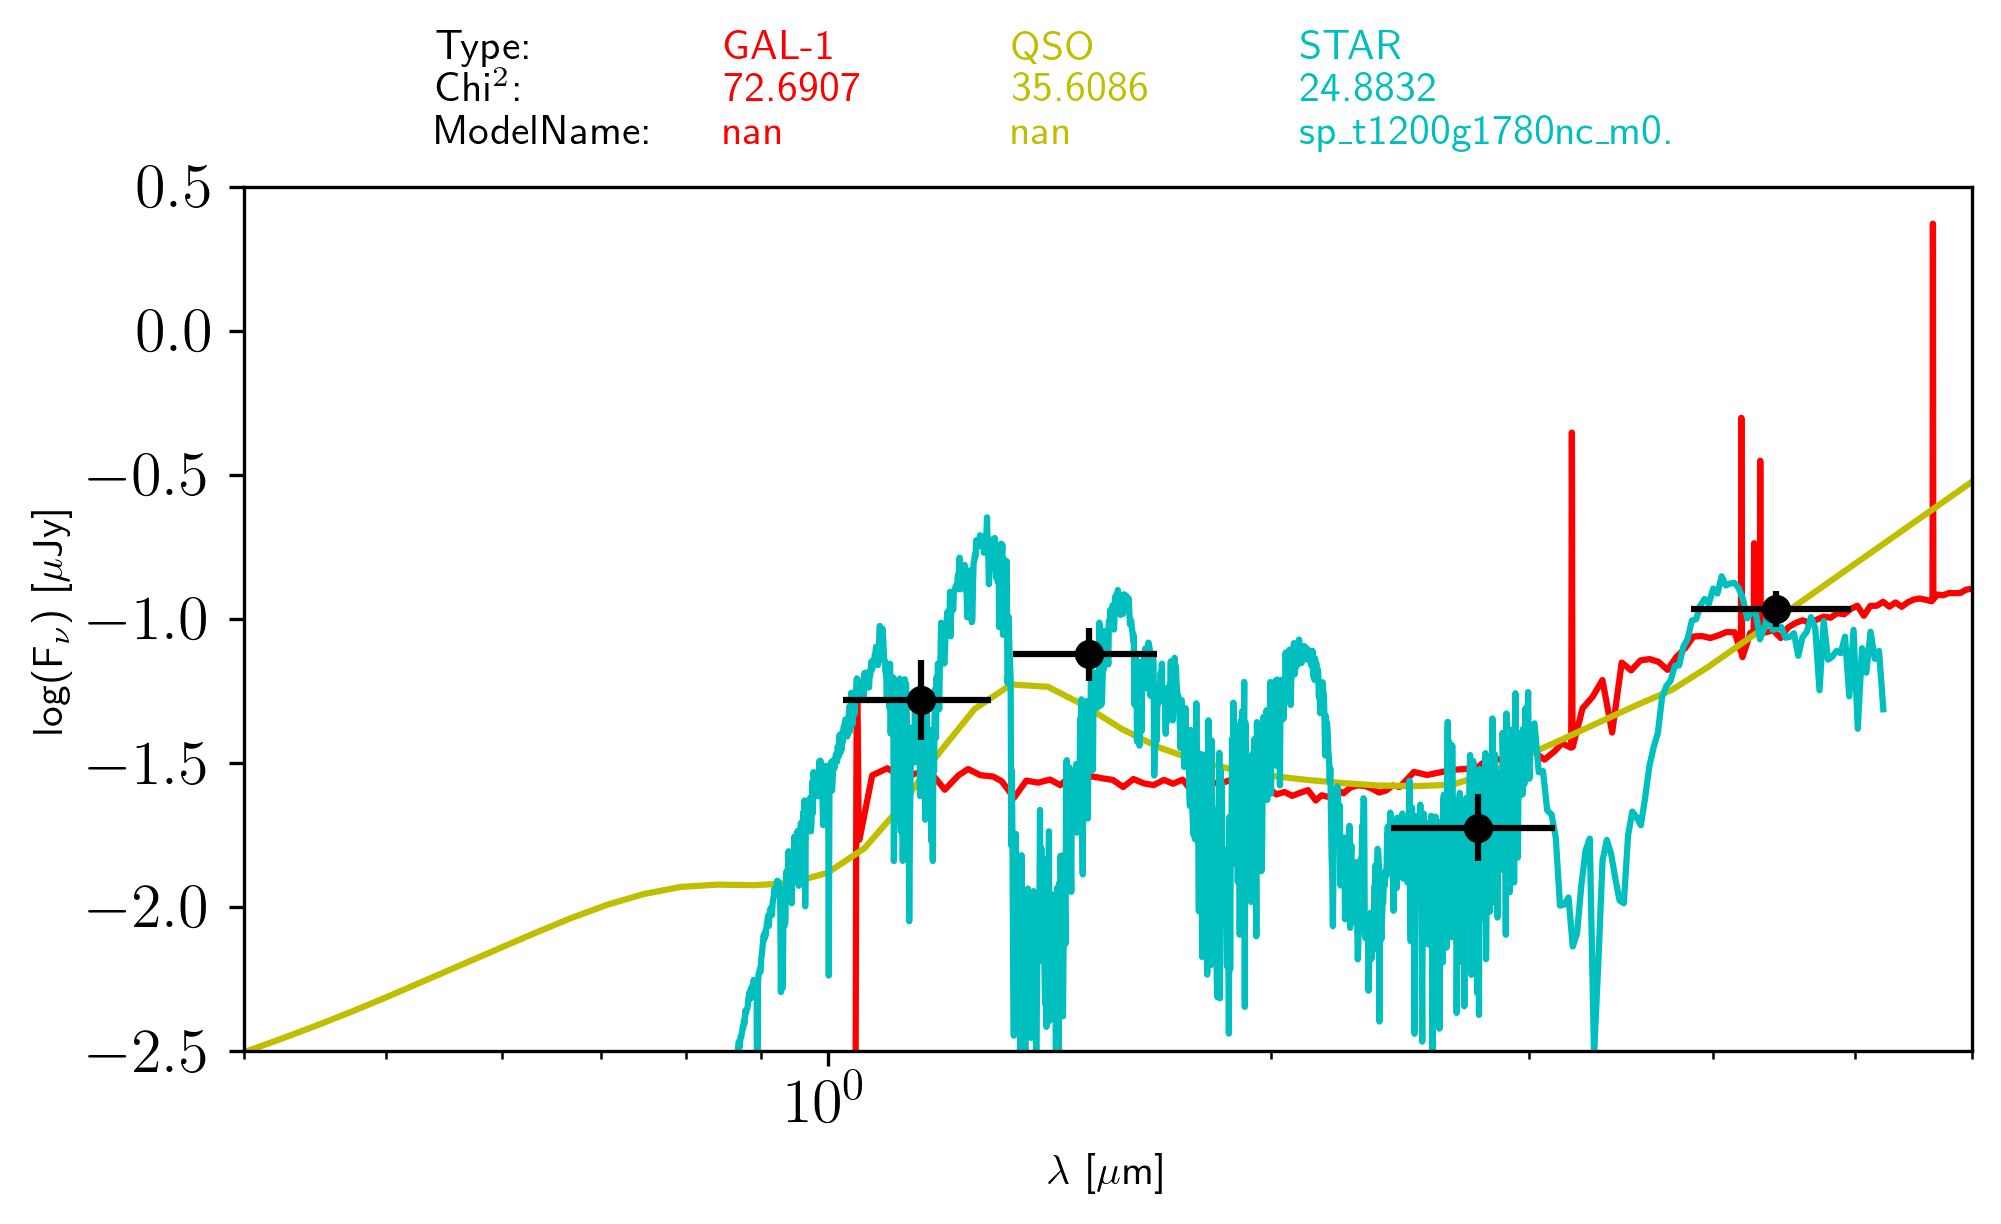 Type: GAL-1 QSO STAR
Chi²: 72.6907 35.6086 24.8832
ModelName: nan nan sp_t1200g1780nc_m0.
0.5
0.0
−0.5
−1.0
−1.5
−2.0
−2.5
log(Fν) [μJy]
10⁰
λ [μm]